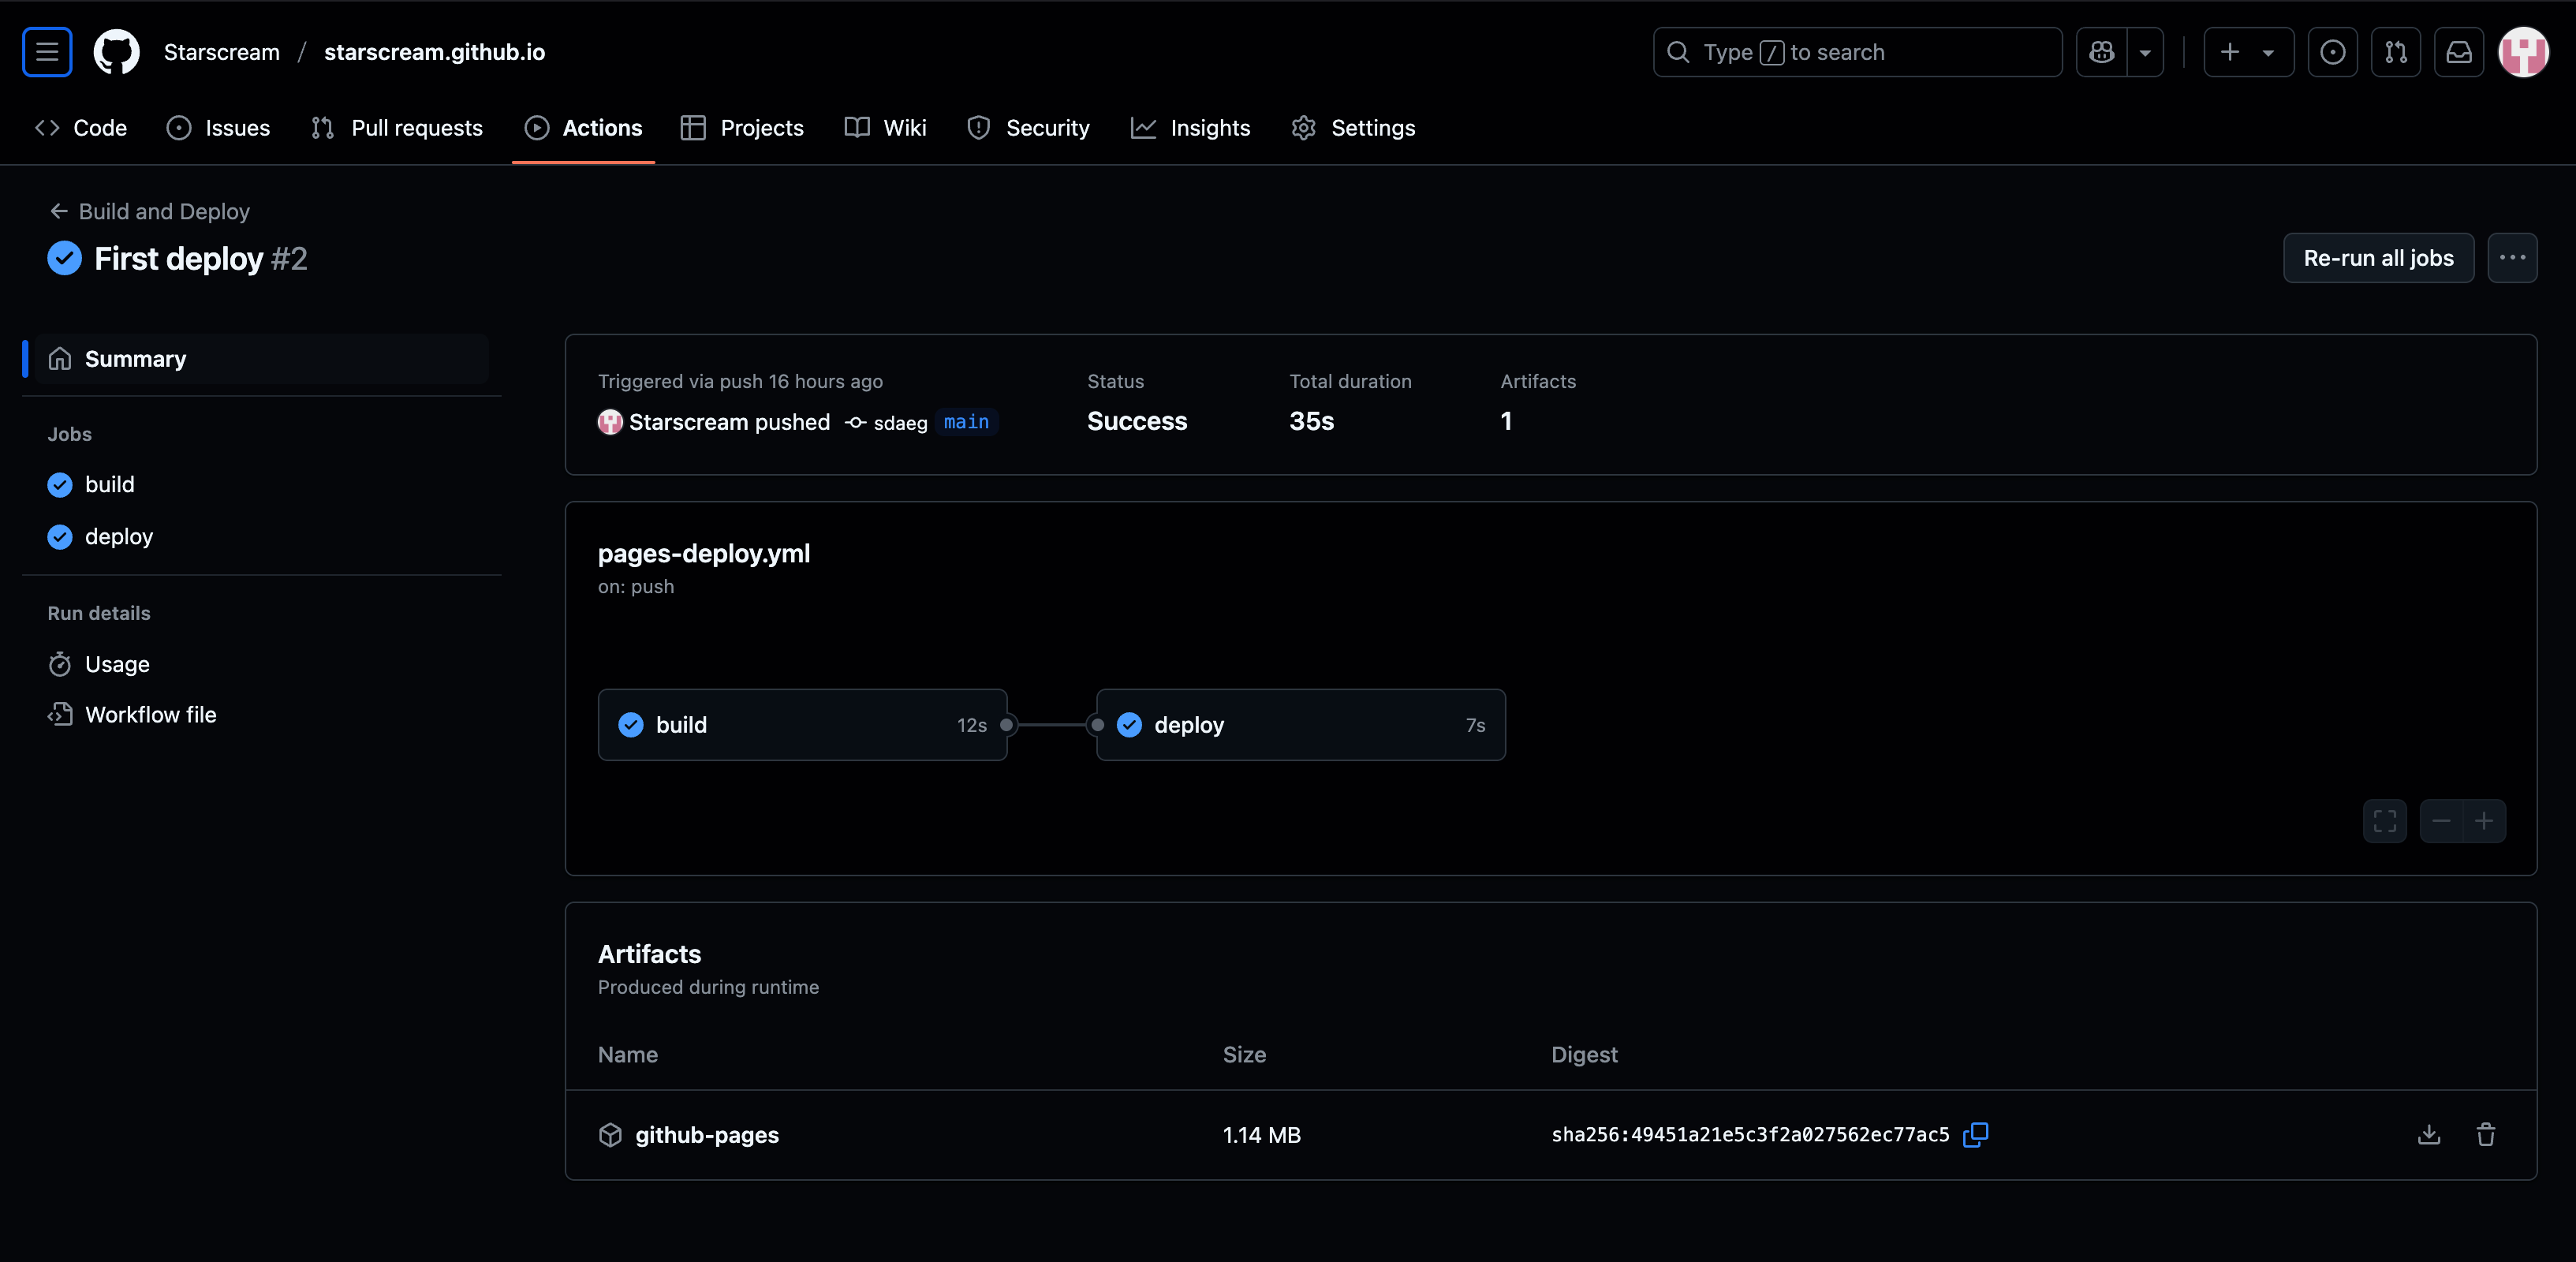 Starscream / starscream.github.io
Type / to search
Code Issues Pull requests Actions Projects Wiki Security Insights Settings
Build and Deploy
First deploy #2
Re-run all jobs
Summary
Jobs
build
deploy
Run details
Usage
Workflow file
Triggered via push 16 hours ago
Starscream pushed sdaeg main
Status
Success
Total duration
35s
Artifacts
1
pages-deploy.yml
on: push
build 12s
deploy 7s
Artifacts
Produced during runtime
Name Size Digest
github-pages 1.14 MB sha256:49451a21e5c3f2a027562ec77ac5